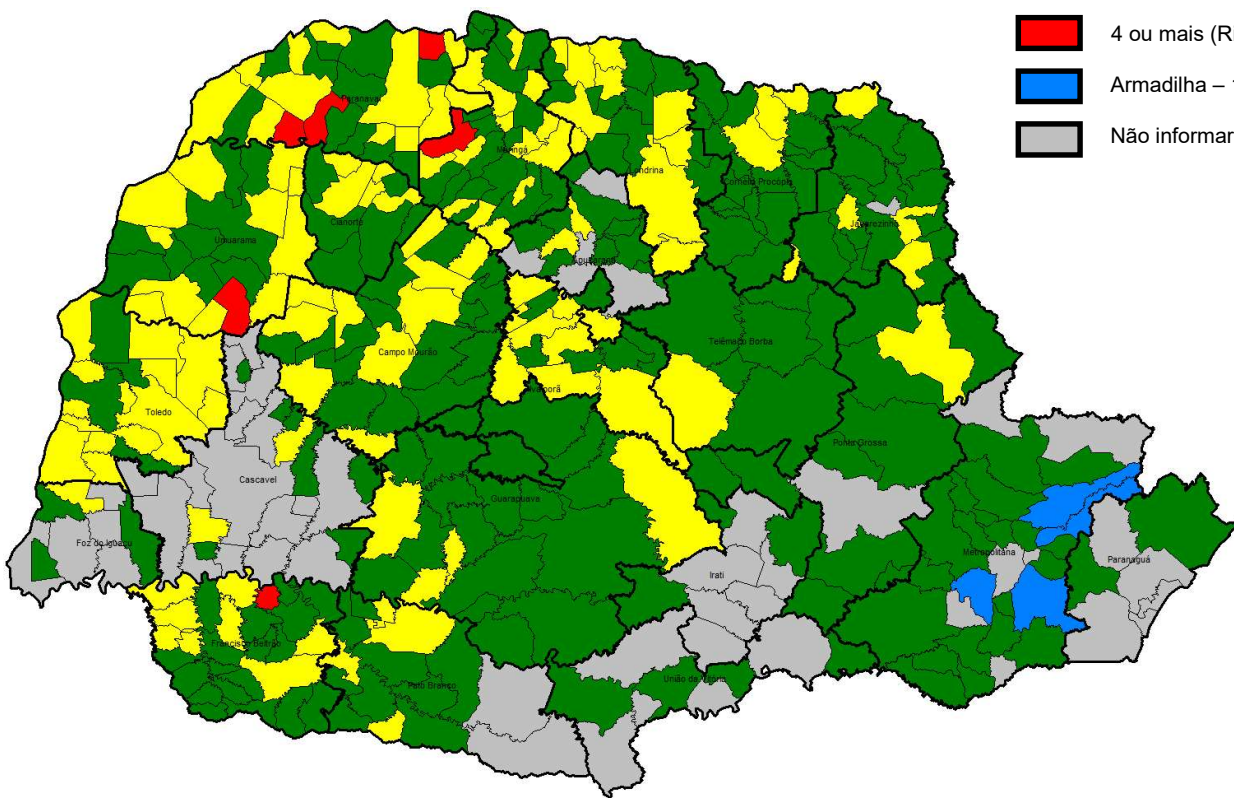 4 ou mais (Ri
Armadilha –
Não informar
Paranavaí
Maringá
Londrina
Cornélio Procópio
Jacarezinho
Umuarama
Cianorte
Apucarana
Campo Mourão
Telêmaco Borba
Ivaiporã
Toledo
Ponta Grossa
Cascavel
Guarapuava
Foz do Iguaçu
Irati
Metropolitana
Paranaguá
Francisco Beltrão
Pato Branco
União da Vitória